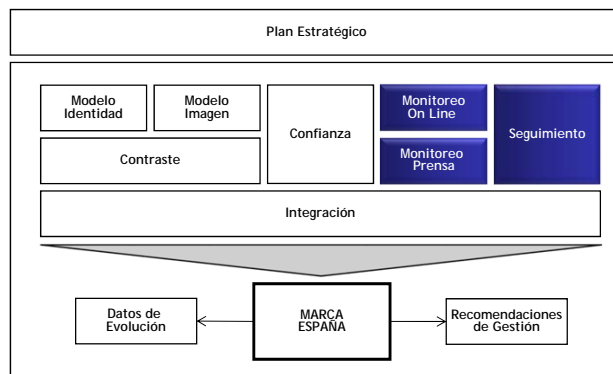 Plan Estratégico
Modelo
Identidad
Modelo
Imagen
Contraste
Confianza
Monitoreo
On Line
Monitoreo
Prensa
Seguimiento
Integración
Datos de
Evolución
MARCA
ESPAÑA
Recomendaciones
de Gestión